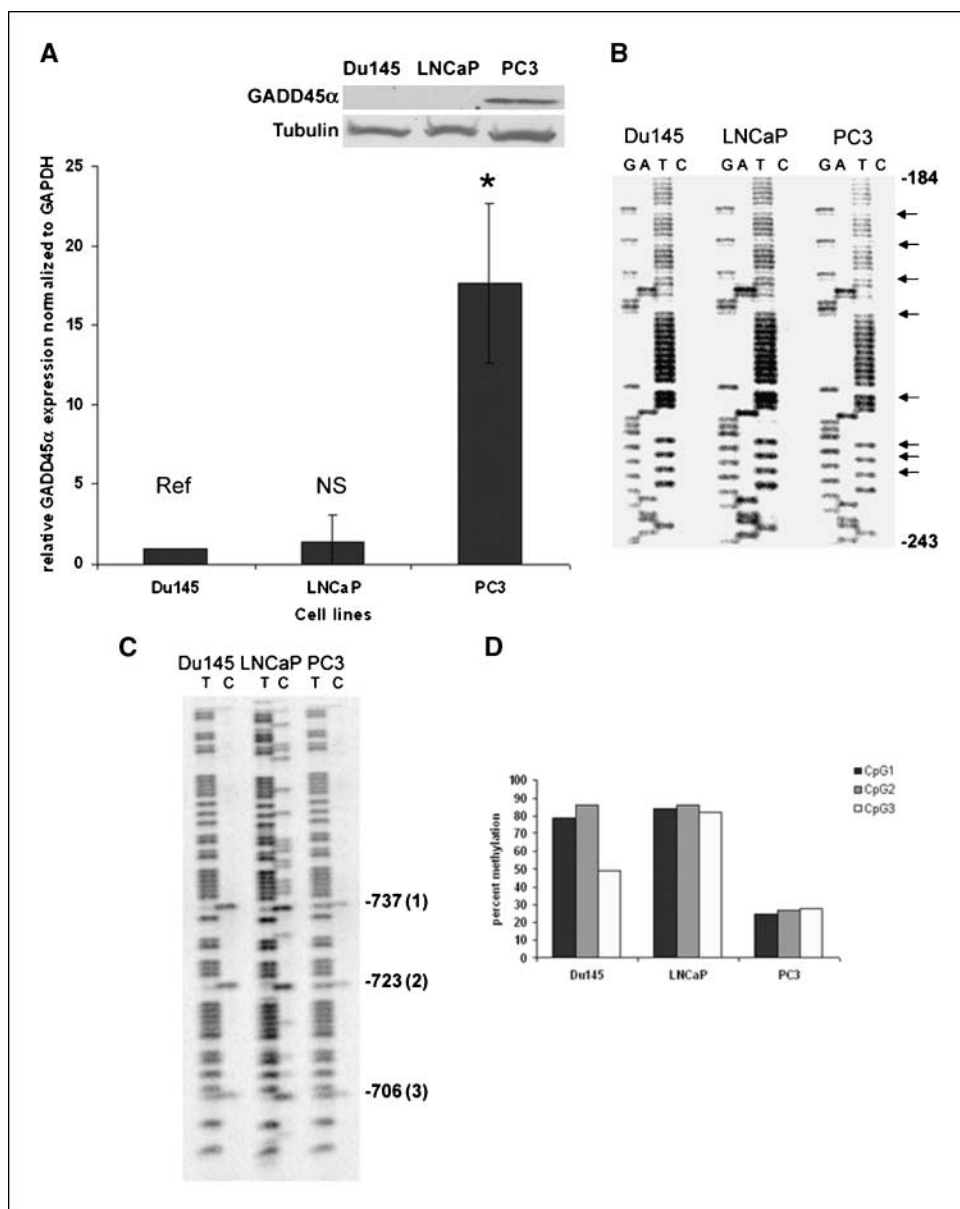 A
Du145 LNCaP PC3
GADD45α
Tubulin
relative GADD45α expression normalized to GAPDH
25
20
15
10
5
0
Ref
NS
*
Du145 LNCaP PC3
Cell lines
B
Du145 LNCaP PC3
G A T C G A T C G A T C
-184
-243
C
Du145 LNCaP PC3
T C T C T C
-737 (1)
-723 (2)
-706 (3)
D
percent methylation
100
90
80
70
60
50
40
30
20
10
0
Du145 LNCaP PC3
CpG1
CpG2
CpG3